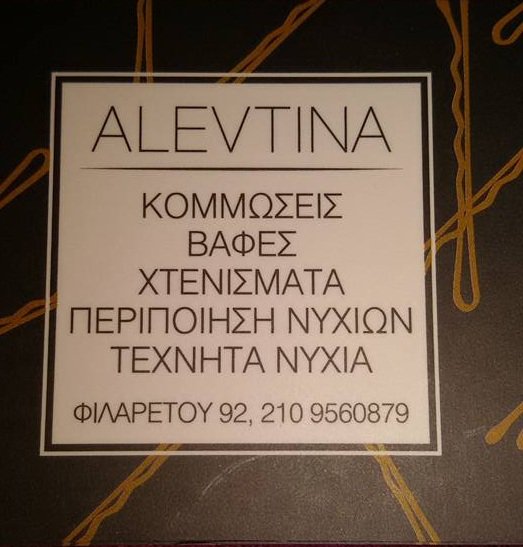 ALEVTINA
ΚΟΜΜΩΣΕΙΣ
ΒΑΦΕΣ
ΧΤΕΝΙΣΜΑΤΑ
ΠΕΡΙΠΟΙΗΣΗ ΝΥΧΙΩΝ
ΤΕΧΝΗΤΑ ΝΥΧΙΑ
ΦΙΛΑΡΕΤΟΥ 92, 210 9560879